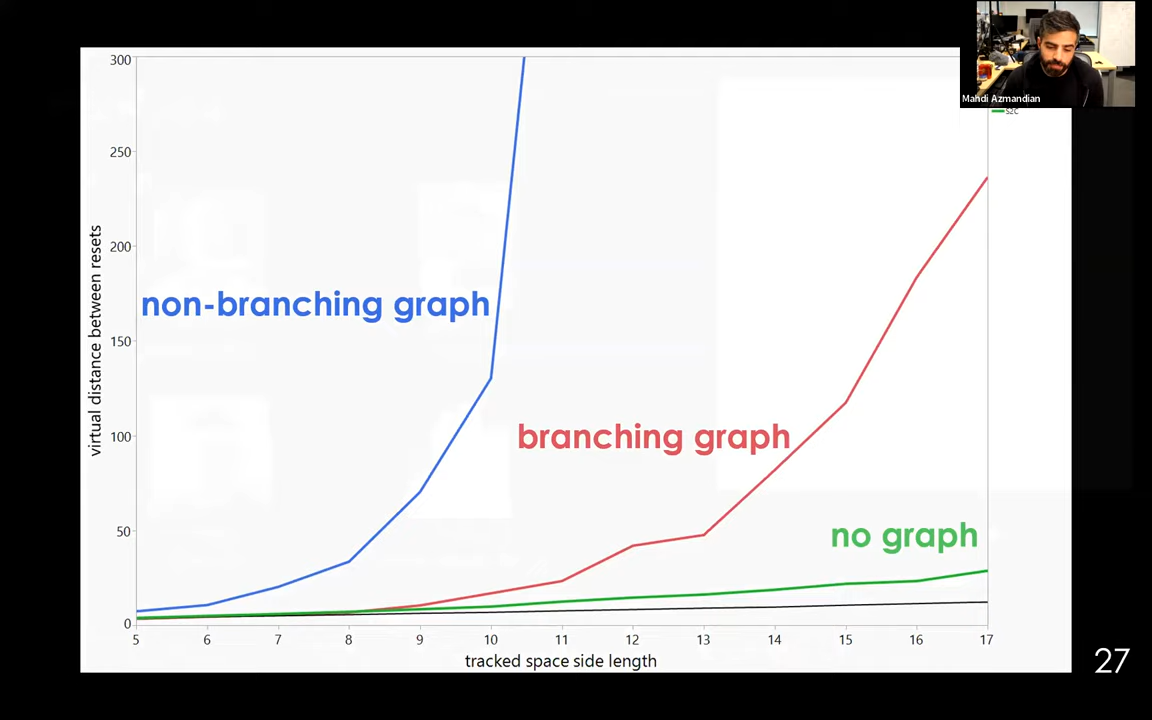 Mahdi Azmandian
S2C
300
250
200
150
100
50
0
virtual distance between resets
non-branching graph
branching graph
no graph
5 6 7 8 9 10 11 12 13 14 15 16 17
tracked space side length
27